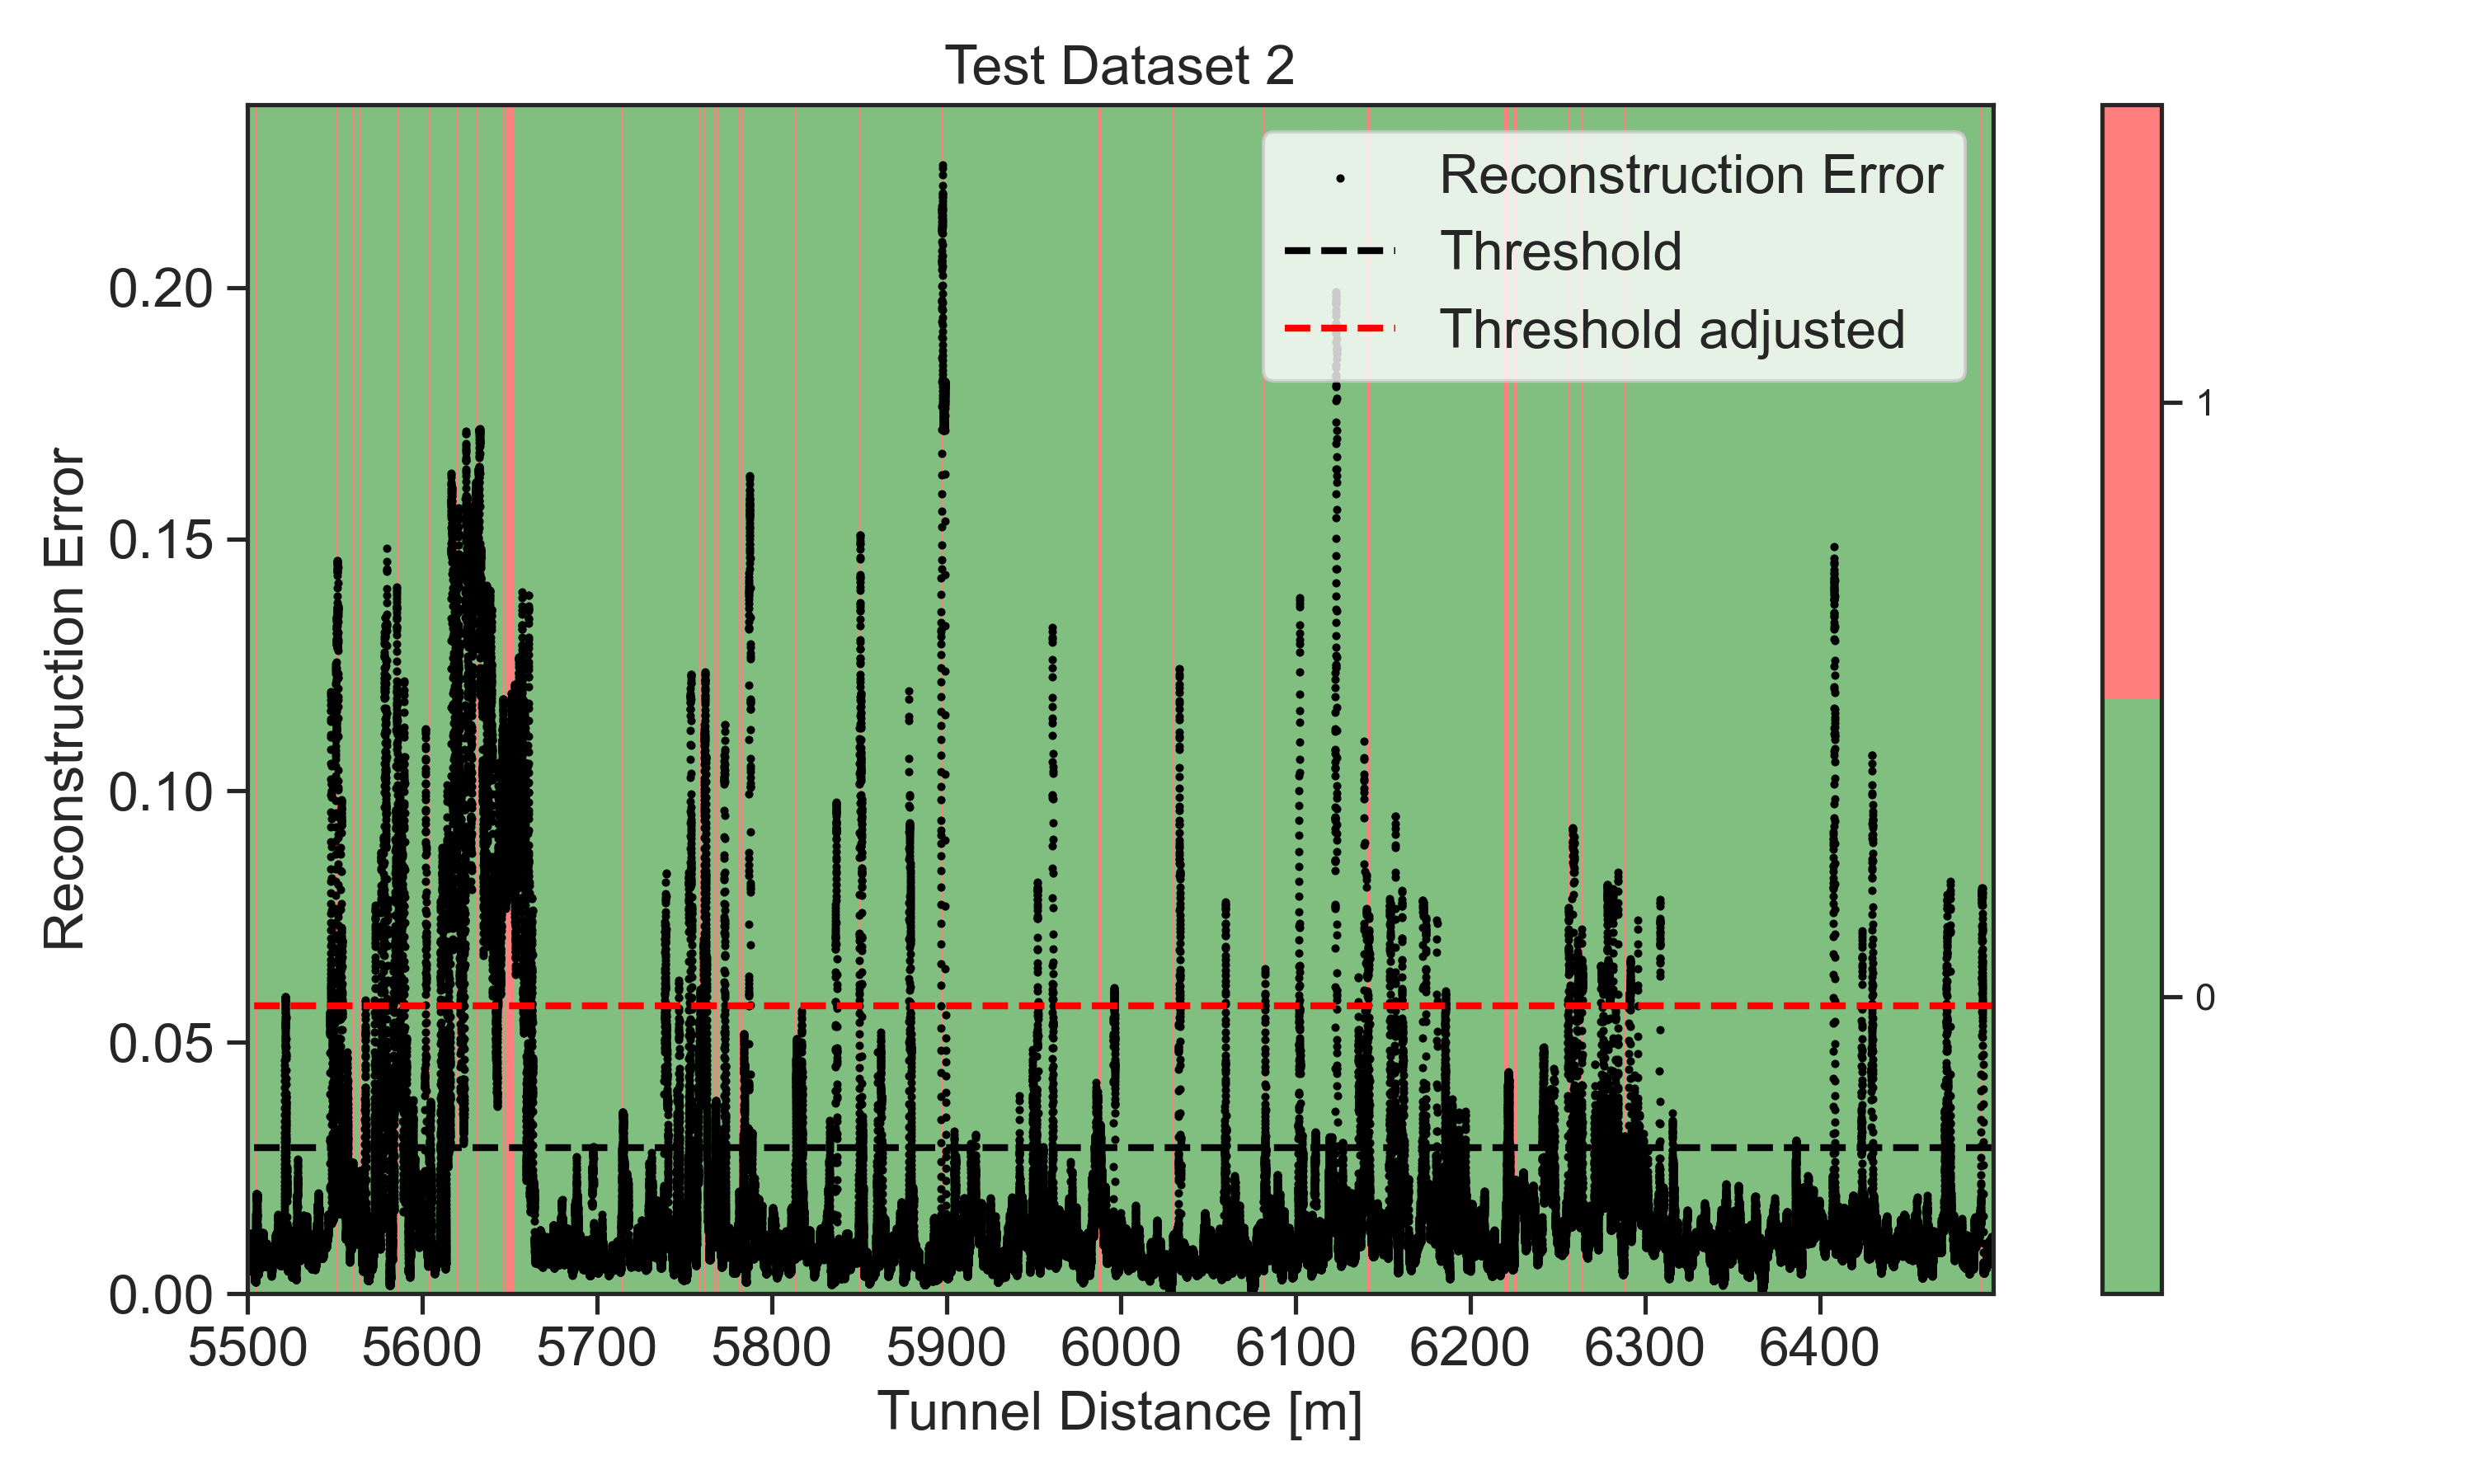 Test Dataset 2
Reconstruction Error
Threshold
Threshold adjusted
Reconstruction Error
0.20
0.15
0.10
0.05
0.00
5500 5600 5700 5800 5900 6000 6100 6200 6300 6400
Tunnel Distance [m]
1
0